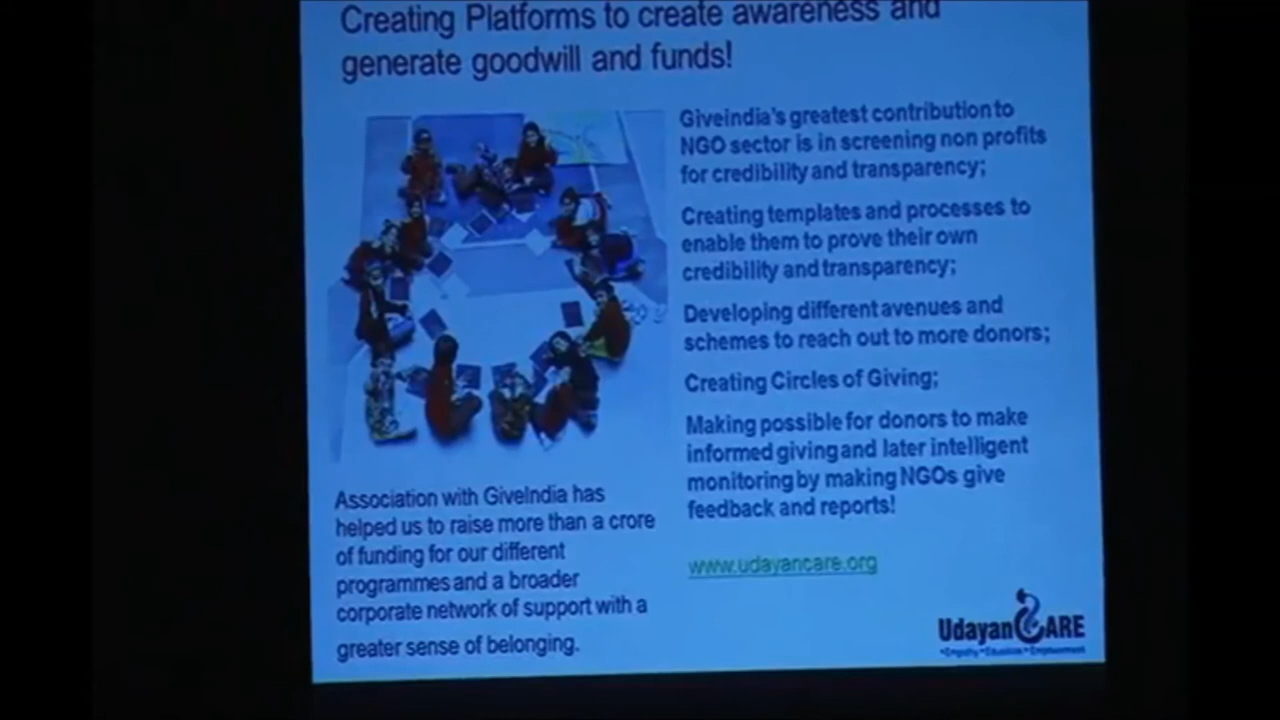 Creating Platforms to create awareness and
generate goodwill and funds!
Giveindia's greatest contribution to
NGO sector is in screening non profits
for credibility and transparency;
Creating templates and processes to
enable them to prove their own
credibility and transparency;
Developing different avenues and
schemes to reach out to more donors;
Creating Circles of Giving;
Making possible for donors to make
informed giving and later intelligent
monitoring by making NGOs give
feedback and reports!
Association with GiveIndia has
helped us to raise more than a crore
of funding for our different
programmes and a broader
corporate network of support with a
greater sense of belonging.
www.udayancare.org
Udayan CARE